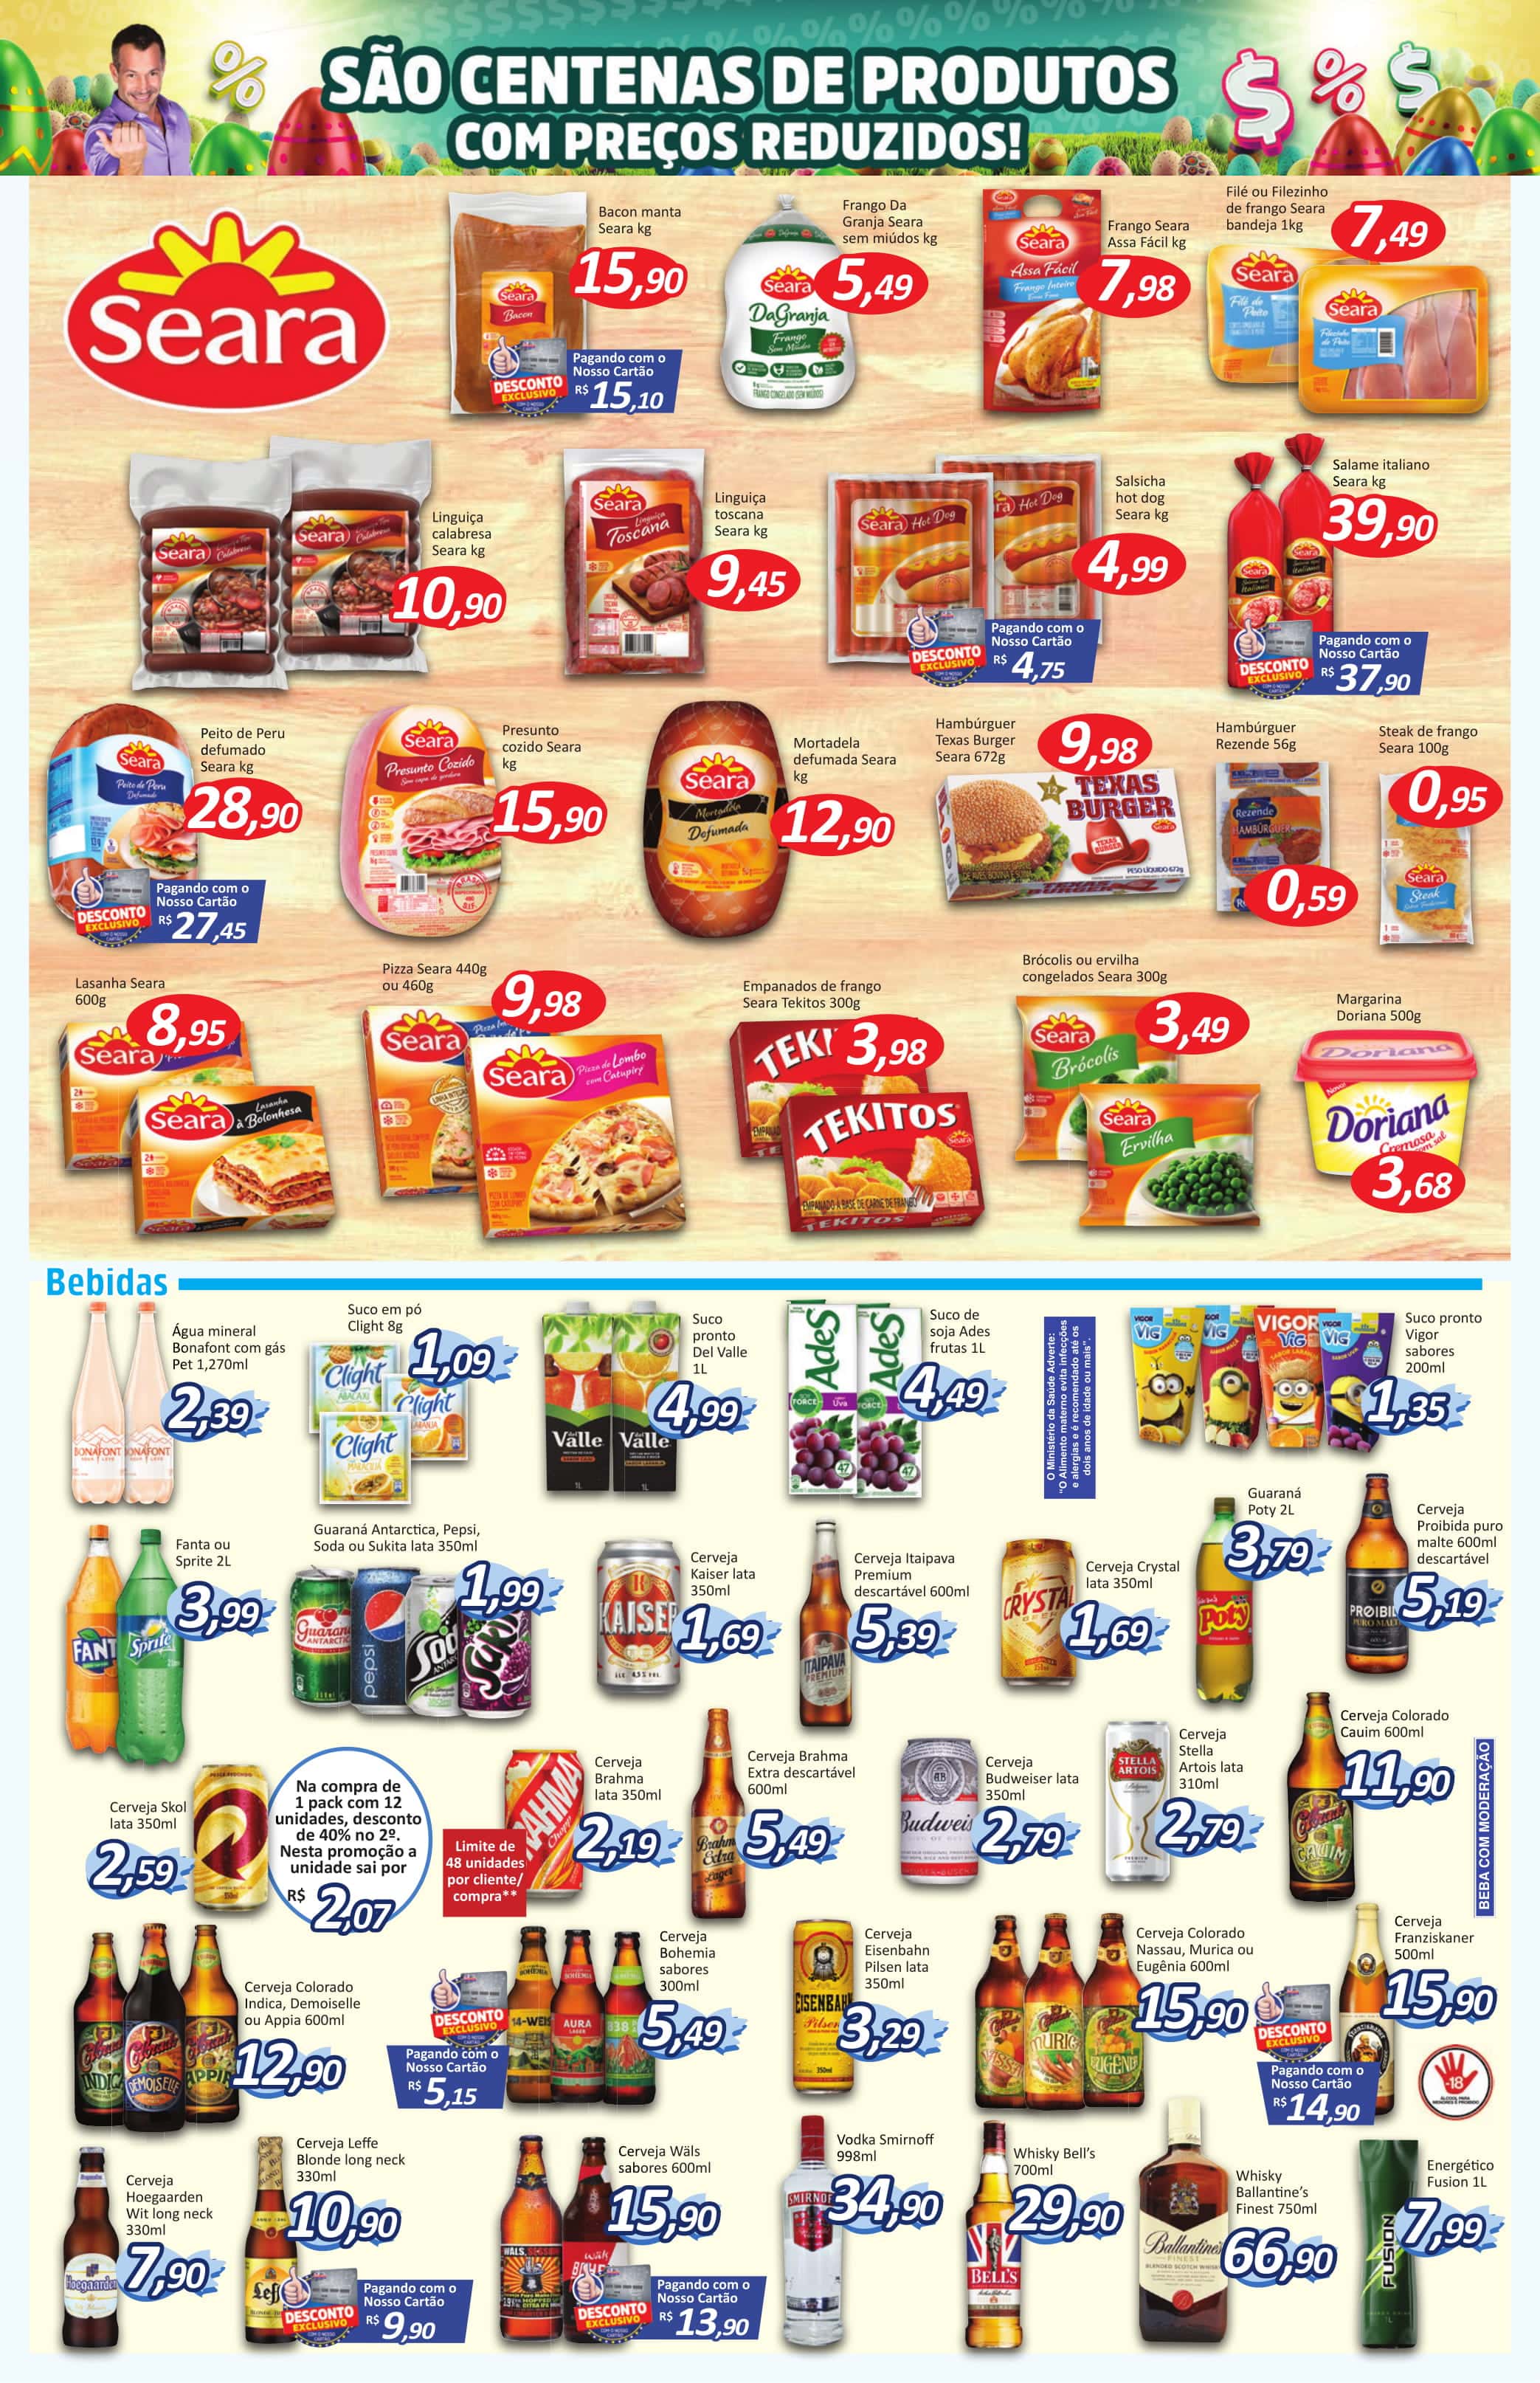 SÃO CENTENAS DE PRODUTOS
COM PREÇOS REDUZIDOS!
Seara
Bacon manta
Seara kg
15,90
Pagando com o
Nosso Cartão
R$ 15,10
DESCONTO
EXCLUSIVO
Frango Da
Granja Seara
sem miúdos kg
5,49
Frango Seara
Assa Fácil kg
7,98
Filé ou Filezinho
de frango Seara
bandeja 1kg
7,49
Linguiça
calabresa
Seara kg
10,90
Linguiça
toscana
Seara kg
9,45
Salsicha
hot dog
Seara kg
4,99
Pagando com o
Nosso Cartão
R$ 4,75
DESCONTO
EXCLUSIVO
Salame italiano
Seara kg
39,90
Pagando com o
Nosso Cartão
R$ 37,90
DESCONTO
EXCLUSIVO
Peito de Peru
defumado
Seara kg
28,90
Pagando com o
Nosso Cartão
R$ 27,45
DESCONTO
EXCLUSIVO
Presunto
cozido Seara
kg
15,90
Mortadela
defumada Seara
kg
12,90
Hambúrguer
Texas Burger
Seara 672g
9,98
TEXAS
BURGER
Hambúrguer
Rezende 56g
0,59
Steak de frango
Seara 100g
0,95
Lasanha Seara
600g
8,95
Pizza Seara 440g
ou 460g
9,98
Empanados de frango
Seara Tekitos 300g
3,98
TEKITOS
Brócolis ou ervilha
congelados Seara 300g
3,49
Margarina
Doriana 500g
Doriana
3,68
Bebidas
Água mineral
Bonafont com gás
Pet 1,270ml
2,39
Suco em pó
Clight 8g
1,09
Suco
pronto
Del Valle
1L
4,99
Suco de
soja Ades
frutas 1L
4,49
O Ministério da Saúde Adverte:
"O Alimento materno evita infecções
e alergias e é recomendado até os
dois anos de idade ou mais".
Suco pronto
Vigor
sabores
200ml
1,35
Fanta ou
Sprite 2L
3,99
Guaraná Antarctica, Pepsi,
Soda ou Sukita lata 350ml
1,99
Cerveja
Kaiser lata
350ml
1,69
Cerveja Itaipava
Premium
descartável 600ml
5,39
Cerveja Crystal
lata 350ml
1,69
Guaraná
Poty 2L
3,79
Cerveja
Proibida puro
malte 600ml
descartável
5,19
Cerveja Skol
lata 350ml
2,59
Na compra de
1 pack com 12
unidades, desconto
de 40% no 2º.
Nesta promoção a
unidade sai por
R$ 2,07
Limite de
48 unidades
por cliente/
compra**
Cerveja
Brahma
lata 350ml
2,19
Cerveja Brahma
Extra descartável
600ml
5,49
Cerveja
Budweiser lata
350ml
2,79
Cerveja
Stella
Artois lata
310ml
2,79
Cerveja Colorado
Cauim 600ml
11,90
BEBA COM MODERAÇÃO
Cerveja Colorado
Indica, Demoiselle
ou Appia 600ml
12,90
Cerveja
Bohemia
sabores
300ml
5,49
DESCONTO
EXCLUSIVO
Pagando com o
Nosso Cartão
R$ 5,15
Cerveja
Eisenbahn
Pilsen lata
350ml
3,29
Cerveja Colorado
Nassau, Murica ou
Eugênia 600ml
15,90
Cerveja
Franziskaner
500ml
15,90
DESCONTO
EXCLUSIVO
Pagando com o
Nosso Cartão
R$ 14,90
-18
Cerveja
Hoegaarden
Wit long neck
330ml
7,90
Cerveja Leffe
Blonde long neck
330ml
10,90
DESCONTO
EXCLUSIVO
Pagando com o
Nosso Cartão
R$ 9,90
Cerveja Wäls
sabores 600ml
15,90
DESCONTO
EXCLUSIVO
Pagando com o
Nosso Cartão
R$ 13,90
Vodka Smirnoff
998ml
34,90
Whisky Bell's
700ml
29,90
Whisky
Ballantine's
Finest 750ml
66,90
Energético
Fusion 1L
7,99